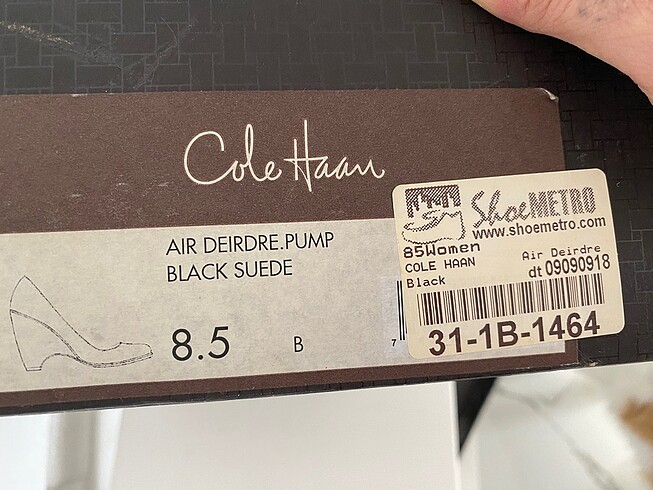 Cole Haan
AIR DEIRDRE.PUMP
BLACK SUEDE
8.5 B
7
ShoeMETRO
www.shoemetro.com
85Women Air Deirdre
COLE HAAN dt 09090918
Black
31-1B-1464